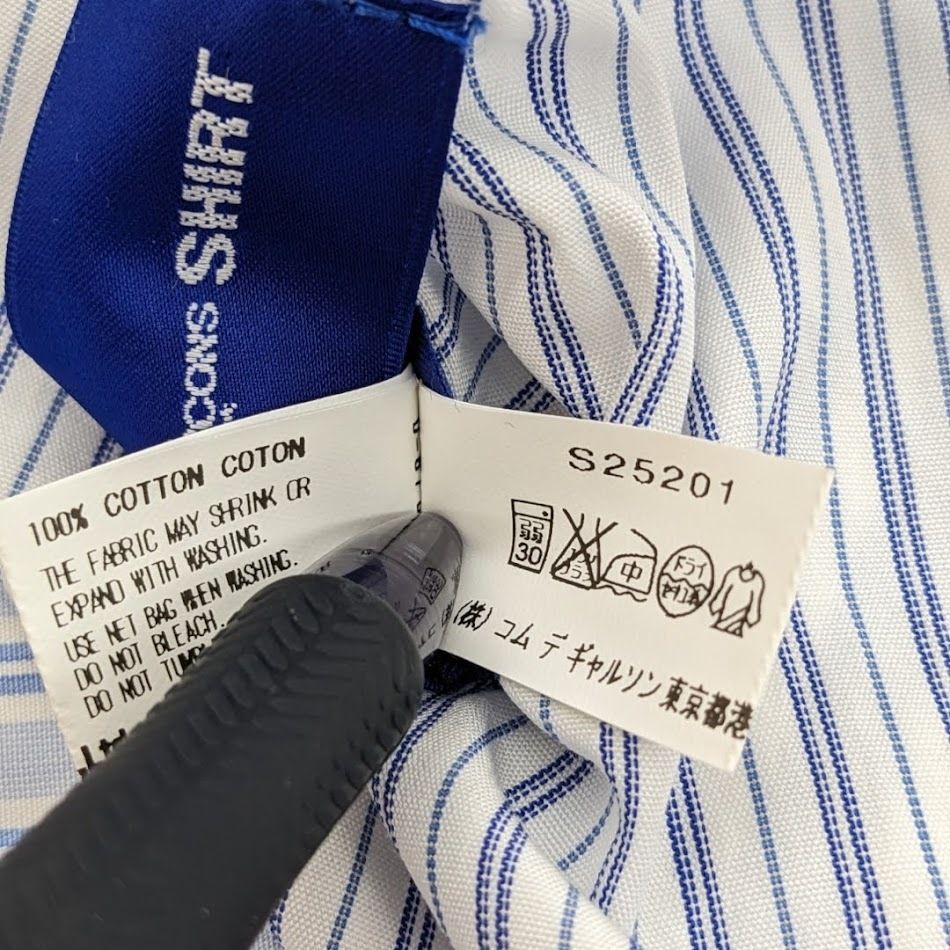 SHIRT
ÇONS
100% COTTON COTON
THE FABRIC MAY SHRINK OR
EXPAND WITH WASHING.
USE NET BAG WHEN WASHING.
DO NOT BLEACH.
DO NOT
Ltd
S25201
弱
30
中
ドライ
(株) コム デ ギャルソン 東京都港